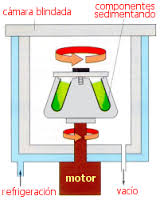 cámara blindada
componentes
sedimentando
motor
refrigeración
vacío